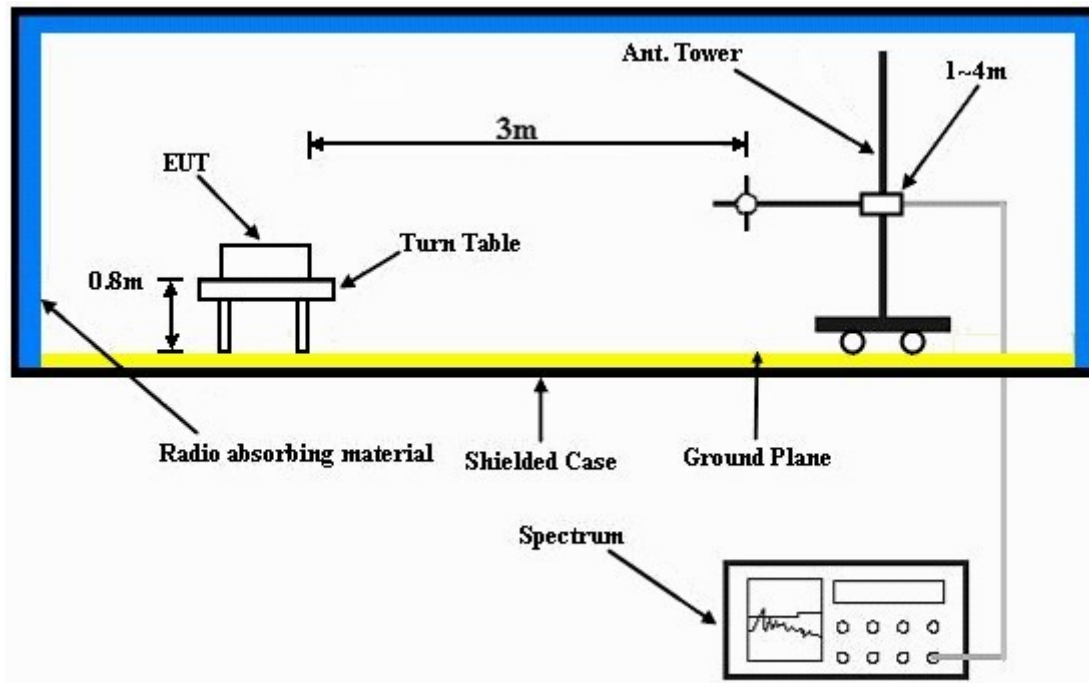 Ant. Tower
1~4m
3m
EUT
Turn Table
0.8m
Radio absorbing material
Shielded Case
Ground Plane
Spectrum